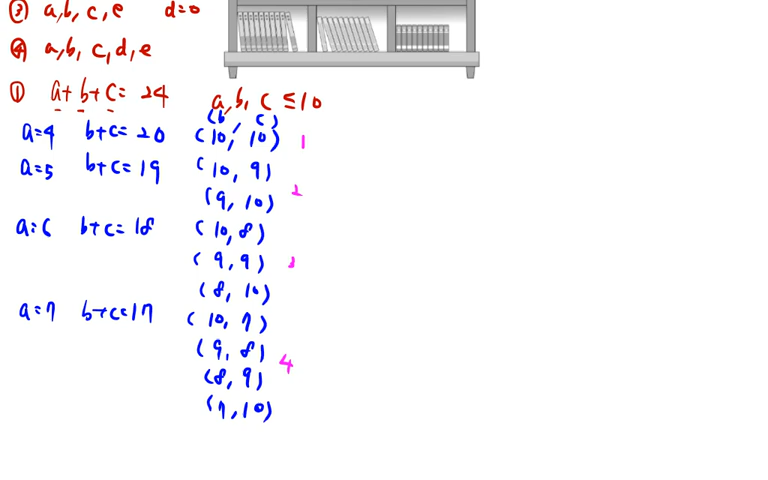 ③ a, b, c, e d=0
④ a, b, c, d, e
① a+b+c=24 a, b, c ≤10
(b, c)
a=4 b+c=20 (10, 10) 1
a=5 b+c=19 (10, 9)
(9, 10) 2
a=6 b+c=18 (10, 8)
(9, 9) 3
(8, 10)
a=7 b+c=17 (10, 7)
(9, 8) 4
(8, 9)
(7, 10)